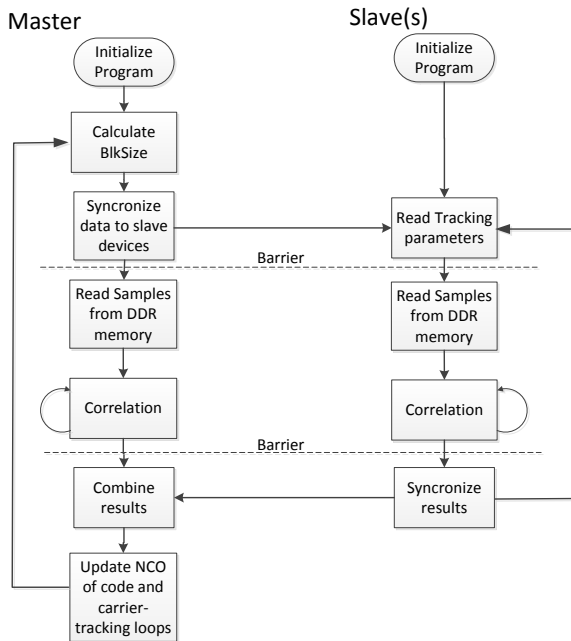 Master
Slave(s)
Initialize
Program
Initialize
Program
Calculate
BlkSize
Syncronize
data to slave
devices
Read Tracking
parameters
Barrier
Read Samples
from DDR
memory
Read Samples
from DDR
memory
Correlation
Correlation
Barrier
Combine
results
Syncronize
results
Update NCO
of code and
carrier-
tracking loops